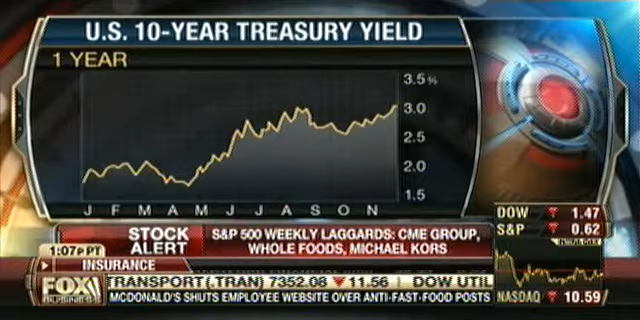 U.S. 10-YEAR TREASURY YIELD
1 YEAR
3.5%
3.0
2.5
2.0
1.5
J F M A M J J A S O N
STOCK ALERT
S&P 500 WEEKLY LAGGARDS: CME GROUP,
WHOLE FOODS, MICHAEL KORS
DOW ▼ 1.47
S&P ▼ 0.62
INTRADAY
1:07P PT
INSURANCE
FOX
BUSINESS
TRANSPORT(.TRAN) 7352.08 ▼11.56 DOW UTIL
MCDONALD'S SHUTS EMPLOYEE WEBSITE OVER ANTI-FAST-FOOD POSTS
NASDAQ ▼ 10.59